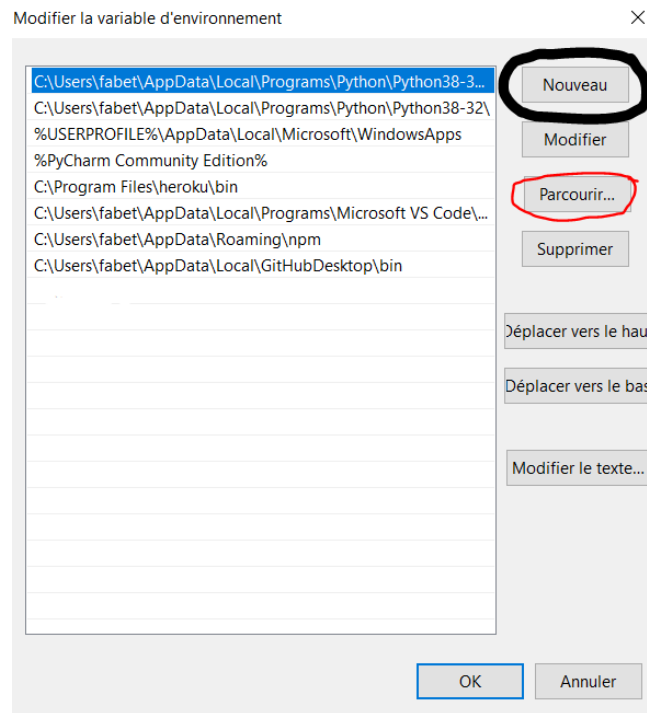 Modifier la variable d'environnement
C:\Users\fabet\AppData\Local\Programs\Python\Python38-3...
C:\Users\fabet\AppData\Local\Programs\Python\Python38-32\
%USERPROFILE%\AppData\Local\Microsoft\WindowsApps
%PyCharm Community Edition%
C:\Program Files\heroku\bin
C:\Users\fabet\AppData\Local\Programs\Microsoft VS Code\...
C:\Users\fabet\AppData\Roaming\npm
C:\Users\fabet\AppData\Local\GitHubDesktop\bin
Nouveau
Modifier
Parcourir...
Supprimer
Déplacer vers le hau
Déplacer vers le bas
Modifier le texte...
OK
Annuler